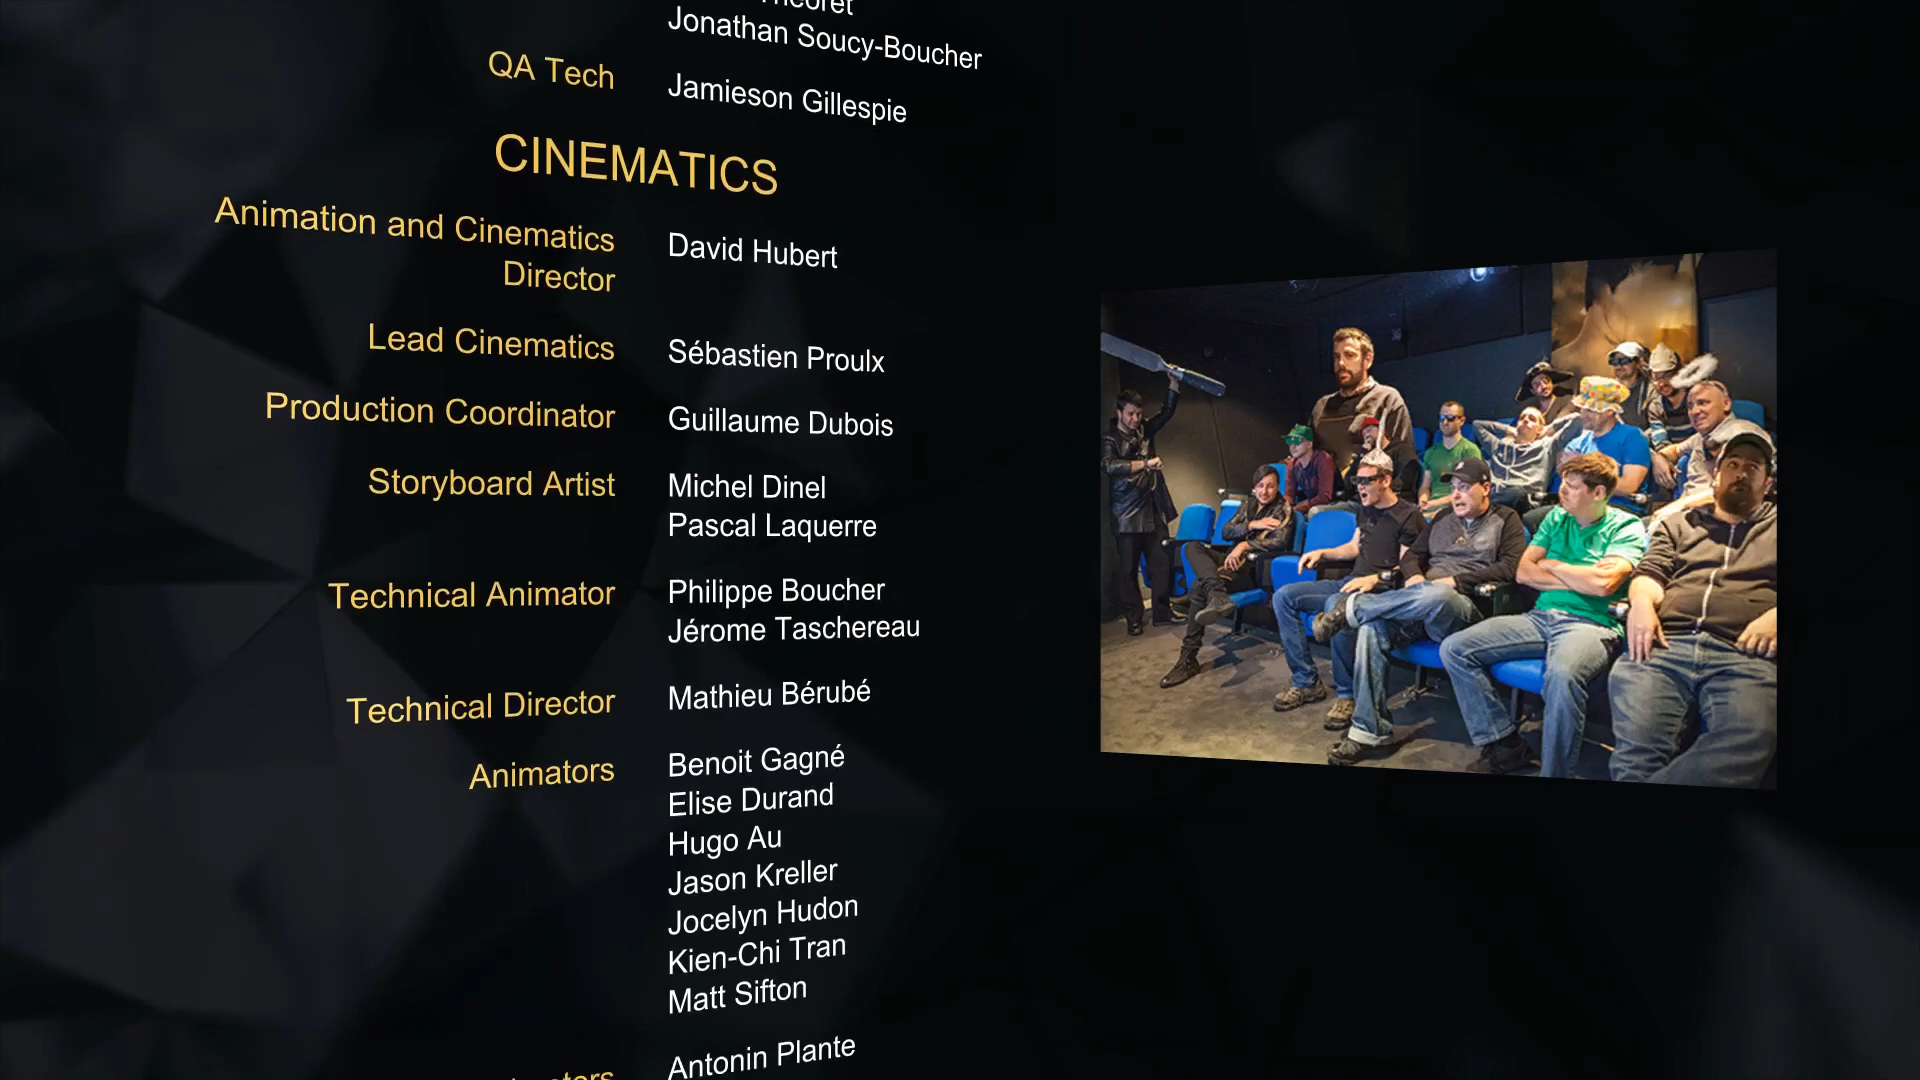 Jonathan Soucy-Boucher
QA Tech Jamieson Gillespie
CINEMATICS
Animation and Cinematics David Hubert
Director
Lead Cinematics Sébastien Proulx
Production Coordinator Guillaume Dubois
Storyboard Artist Michel Dinel
Pascal Laquerre
Technical Animator Philippe Boucher
Jérome Taschereau
Technical Director Mathieu Bérubé
Animators Benoit Gagné
Elise Durand
Hugo Au
Jason Kreller
Jocelyn Hudon
Kien-Chi Tran
Matt Sifton
Antonin Plante